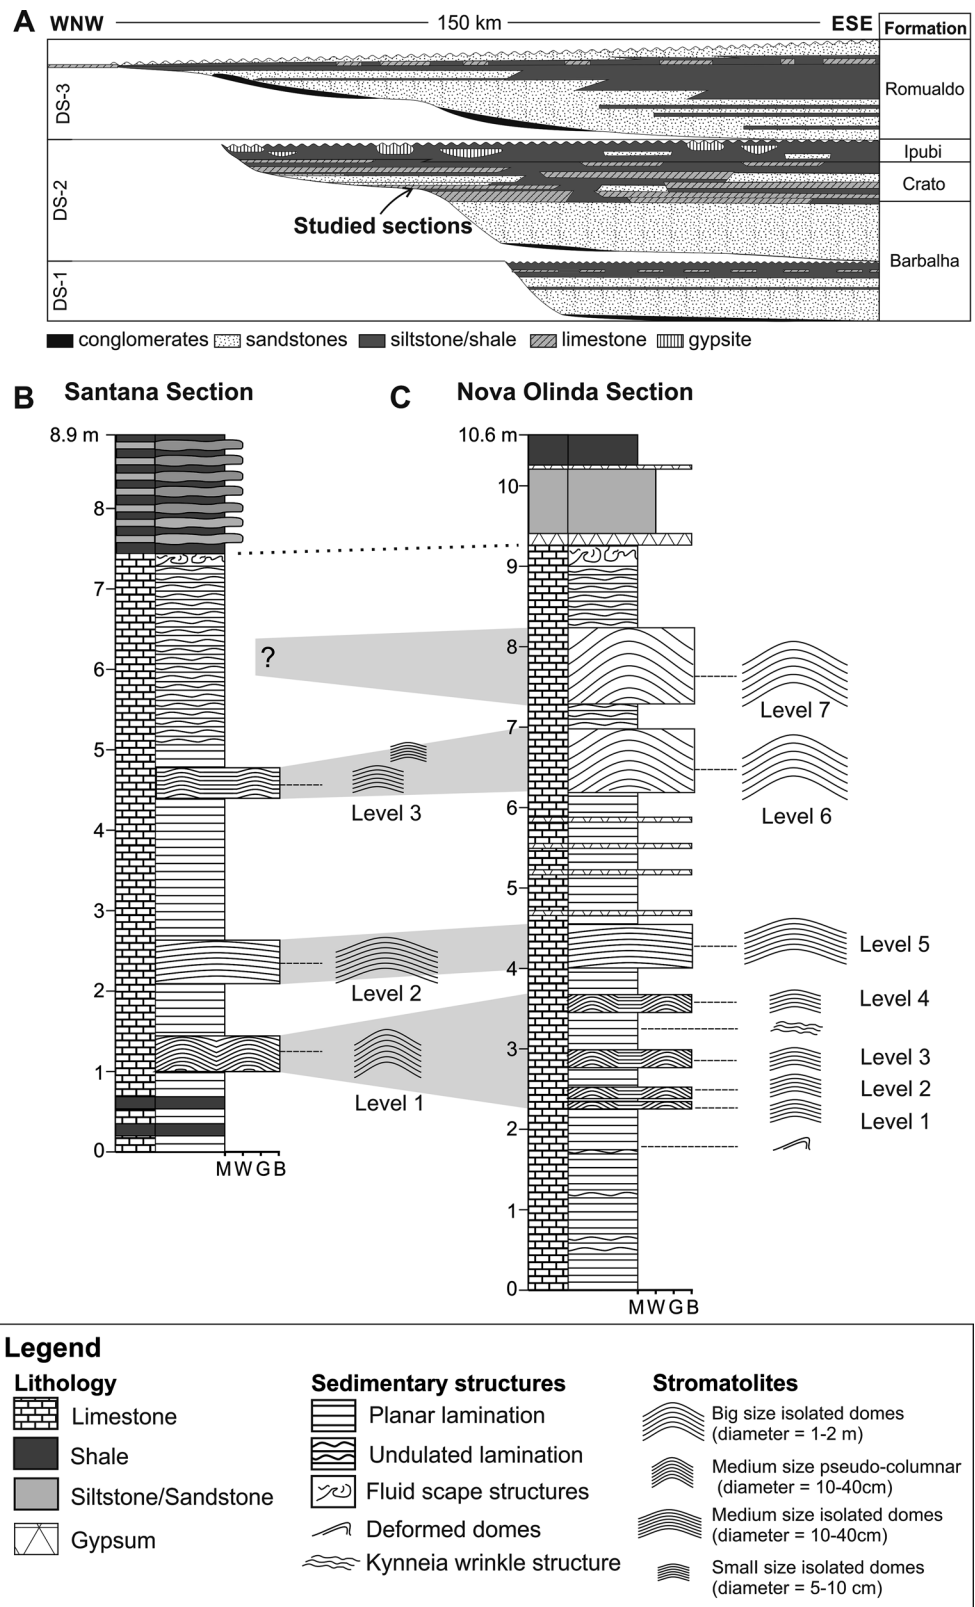 A WNW 150 km ESE Formation
DS-3
Romualdo
DS-2
Ipubi
Crato
Studied sections
DS-1
Barbalha
conglomerates sandstones siltstone/shale limestone gypsite
B Santana Section
8.9 m
8
7
6
5
4
3
2
1
0
?
Level 3
Level 2
Level 1
M W G B
C Nova Olinda Section
10.6 m
10
9
8
7
6
5
4
3
2
1
0
Level 7
Level 6
Level 5
Level 4
Level 3
Level 2
Level 1
M W G B
Legend
Lithology
Limestone
Shale
Siltstone/Sandstone
Gypsum
Sedimentary structures
Planar lamination
Undulated lamination
Fluid scape structures
Deformed domes
Kynneia wrinkle structure
Stromatolites
Big size isolated domes
(diameter = 1-2 m)
Medium size pseudo-columnar
(diameter = 10-40cm)
Medium size isolated domes
(diameter = 10-40cm)
Small size isolated domes
(diameter = 5-10 cm)